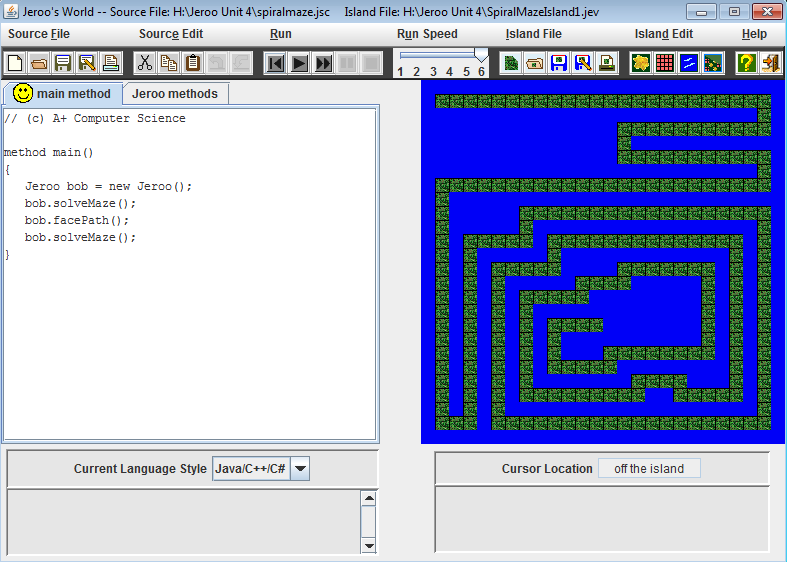 Jeroo's World -- Source File: H:\Jeroo Unit 4\spiralmaze.jsc Island File: H:\Jeroo Unit 4\SpiralMazeIsland1.jev
Source File Source Edit Run Run Speed Island File Island Edit Help
1 2 3 4 5 6
main method Jeroo methods
// (c) A+ Computer Science
method main()
{
Jeroo bob = new Jeroo();
bob.solveMaze();
bob.facePath();
bob.solveMaze();
}
Current Language Style Java/C++/C#
Cursor Location off the island